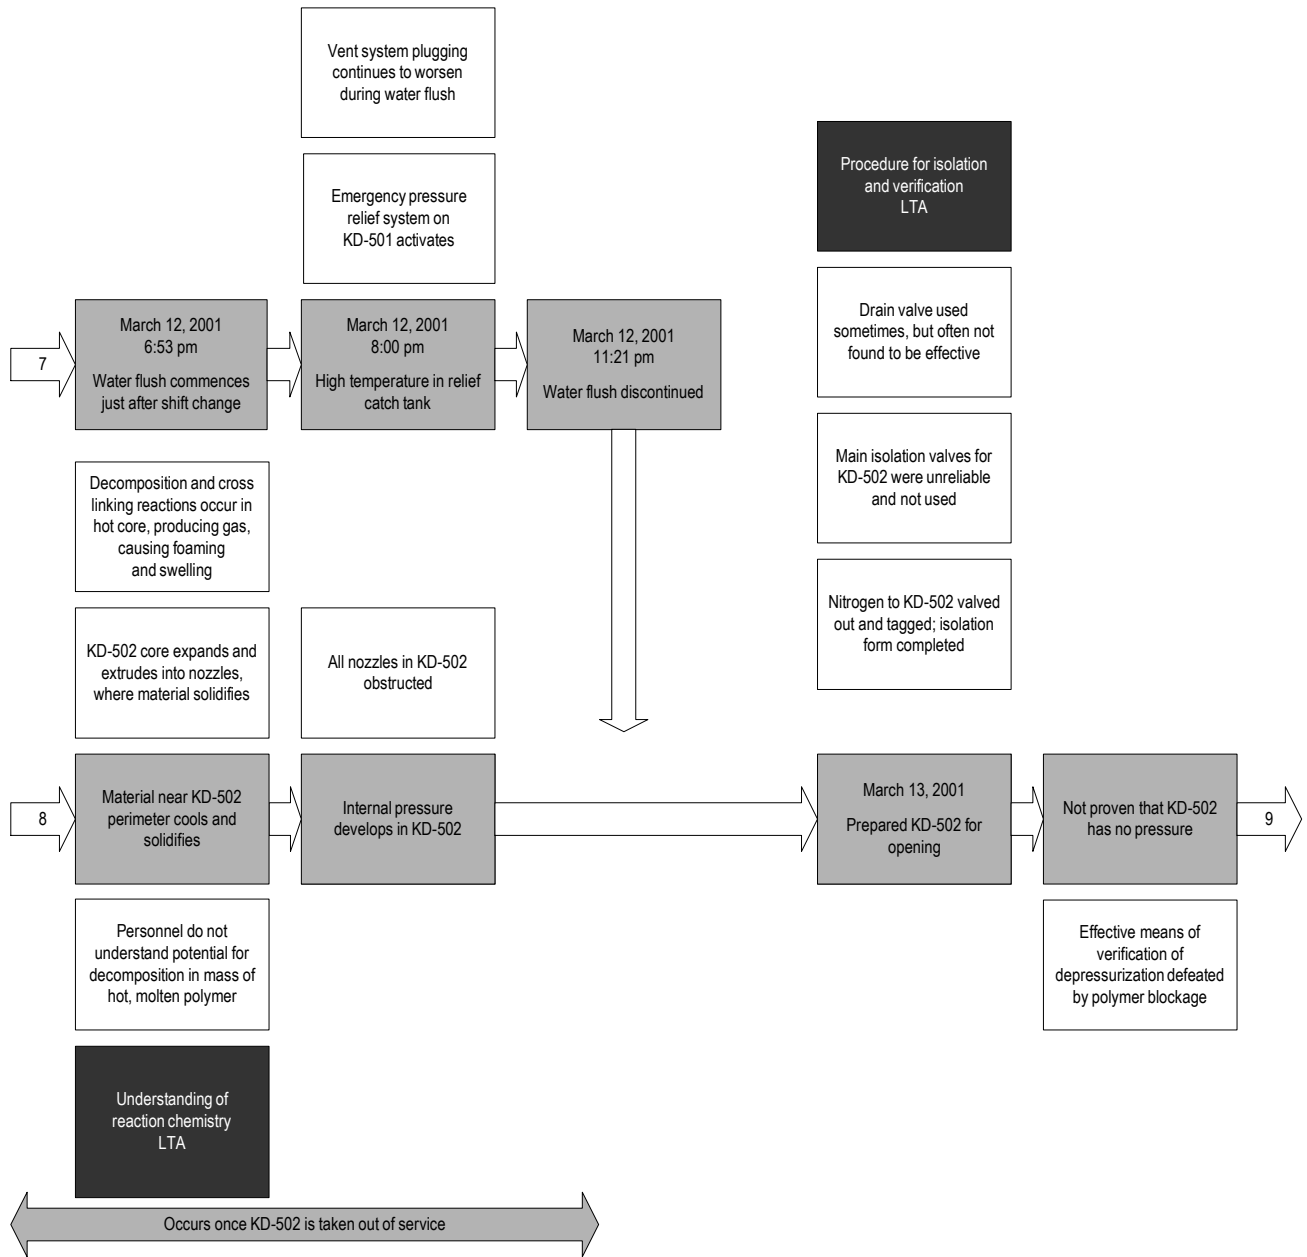 Vent system plugging
continues to worsen
during water flush
Emergency pressure
relief system on
KD-501 activates
Procedure for isolation
and verification
LTA
Drain valve used
sometimes, but often not
found to be effective
Main isolation valves for
KD-502 were unreliable
and not used
Nitrogen to KD-502 valved
out and tagged; isolation
form completed
7
March 12, 2001
6:53 pm
Water flush commences
just after shift change
March 12, 2001
8:00 pm
High temperature in relief
catch tank
March 12, 2001
11:21 pm
Water flush discontinued
Decomposition and cross
linking reactions occur in
hot core, producing gas,
causing foaming
and swelling
KD-502 core expands and
extrudes into nozzles,
where material solidifies
All nozzles in KD-502
obstructed
8
Material near KD-502
perimeter cools and
solidifies
Internal pressure
develops in KD-502
March 13, 2001
Prepared KD-502 for
opening
Not proven that KD-502
has no pressure
9
Personnel do not
understand potential for
decomposition in mass of
hot, molten polymer
Effective means of
verification of
depressurization defeated
by polymer blockage
Understanding of
reaction chemistry
LTA
Occurs once KD-502 is taken out of service